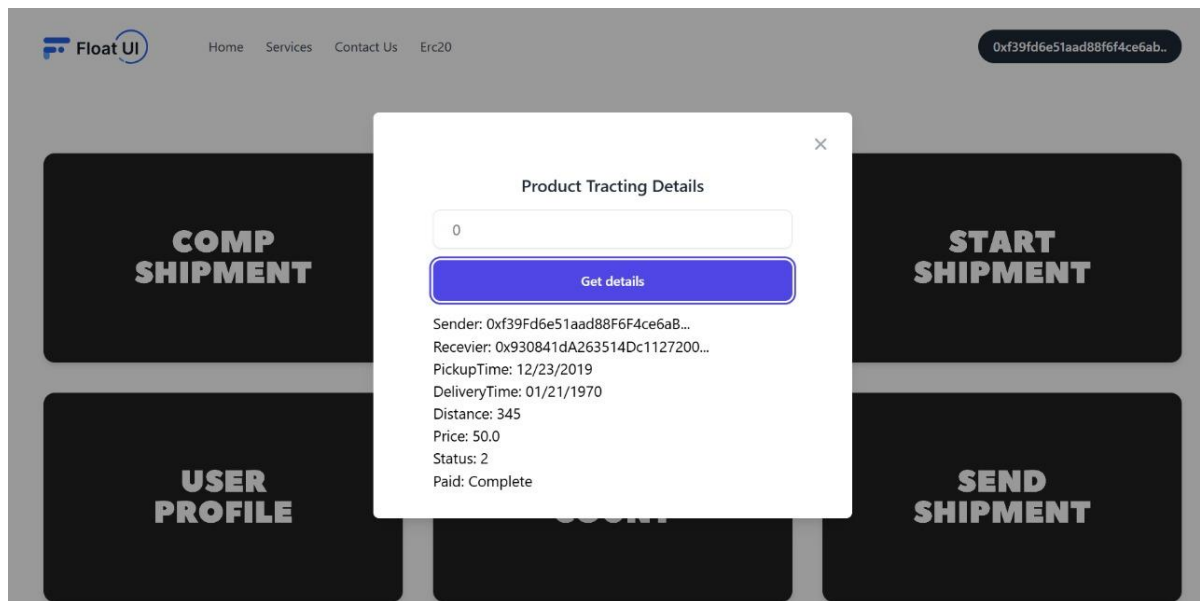 Float UI
Home Services Contact Us Erc20
0xf39fd6e51aad88f6f4ce6ab..
Product Tracting Details
0
Get details
Sender: 0xf39Fd6e51aad88F6F4ce6aB...
Recevier: 0x930841dA263514Dc1127200...
PickupTime: 12/23/2019
DeliveryTime: 01/21/1970
Distance: 345
Price: 50.0
Status: 2
Paid: Complete
COMP
SHIPMENT
START
SHIPMENT
USER
PROFILE
COUNT
SEND
SHIPMENT